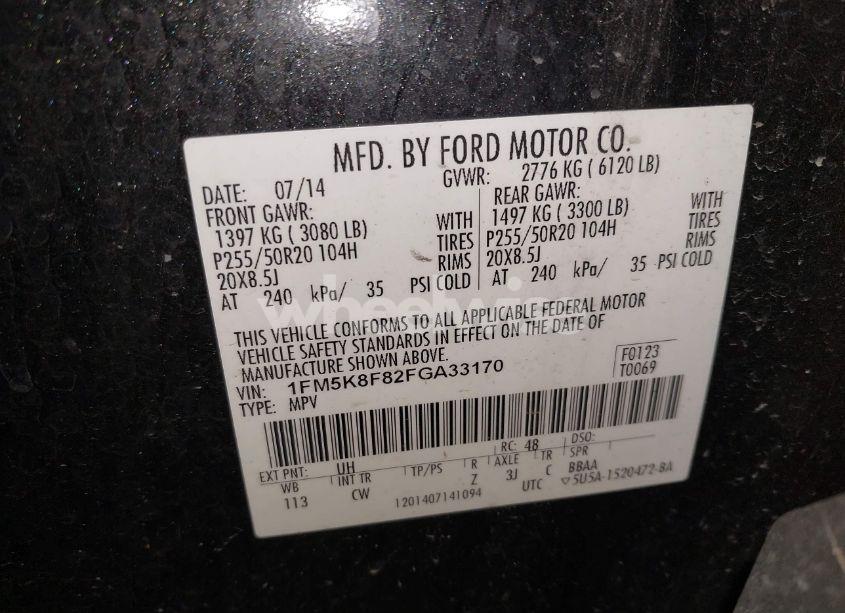 MFD. BY FORD MOTOR CO.
DATE: 07/14
GVWR: 2776 KG ( 6120 LB)
FRONT GAWR:
1397 KG ( 3080 LB) WITH
P255/50R20 104H TIRES
20X8.5J RIMS
AT 240 kPa/ 35 PSI COLD
REAR GAWR:
1497 KG ( 3300 LB) WITH
P255/50R20 104H TIRES
20X8.5J RIMS
AT 240 kPa/ 35 PSI COLD
THIS VEHICLE CONFORMS TO ALL APPLICABLE FEDERAL MOTOR
VEHICLE SAFETY STANDARDS IN EFFECT ON THE DATE OF
MANUFACTURE SHOWN ABOVE.
VIN: 1FM5K8F82FGA33170
TYPE: MPV
F0123
T0069
EXT PNT: UH RC: 48 DSO:
WB INT TR TP/PS R AXLE TR SPR
113 CW Z 3J C BBAA
1201407141094 UTC ▽5U5A-1520472-BA